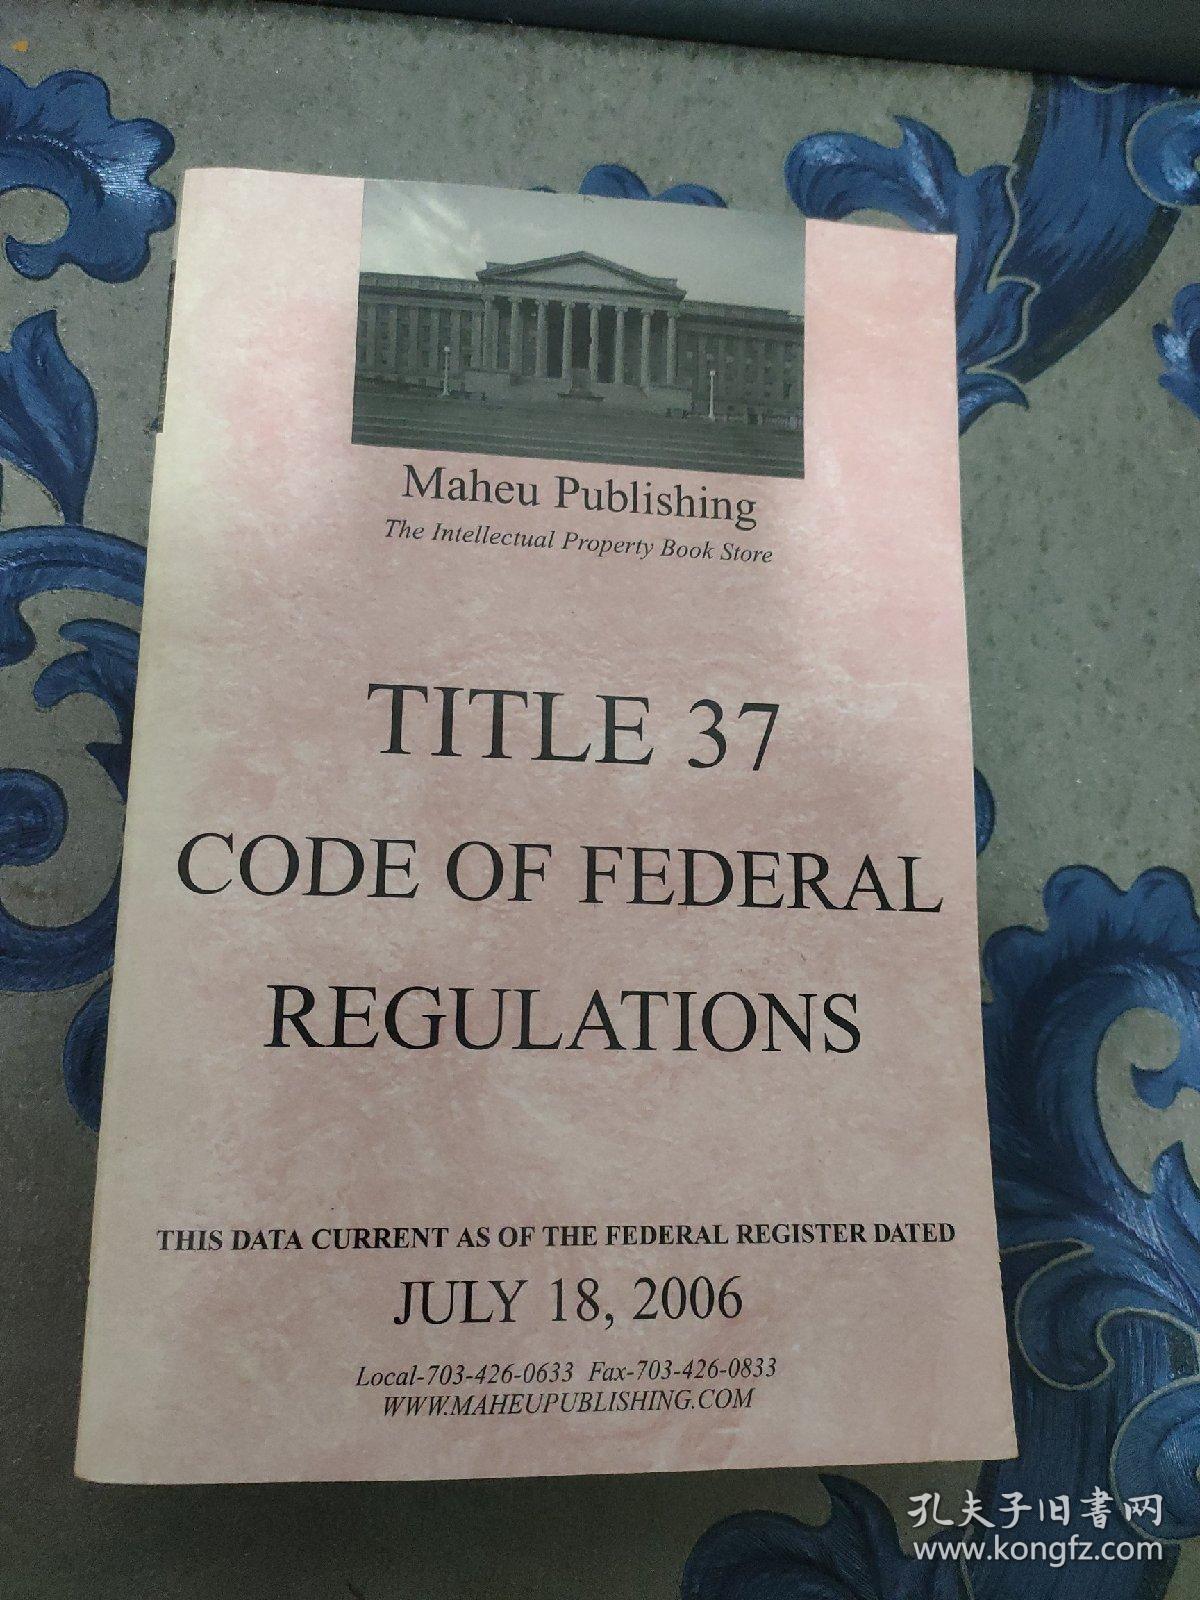 Maheu Publishing
The Intellectual Property Book Store
TITLE 37
CODE OF FEDERAL
REGULATIONS
THIS DATA CURRENT AS OF THE FEDERAL REGISTER DATED
JULY 18, 2006
Local-703-426-0633 Fax-703-426-0833
WWW.MAHEUPUBLISHING.COM
孔夫子旧书网
www.kongfz.com